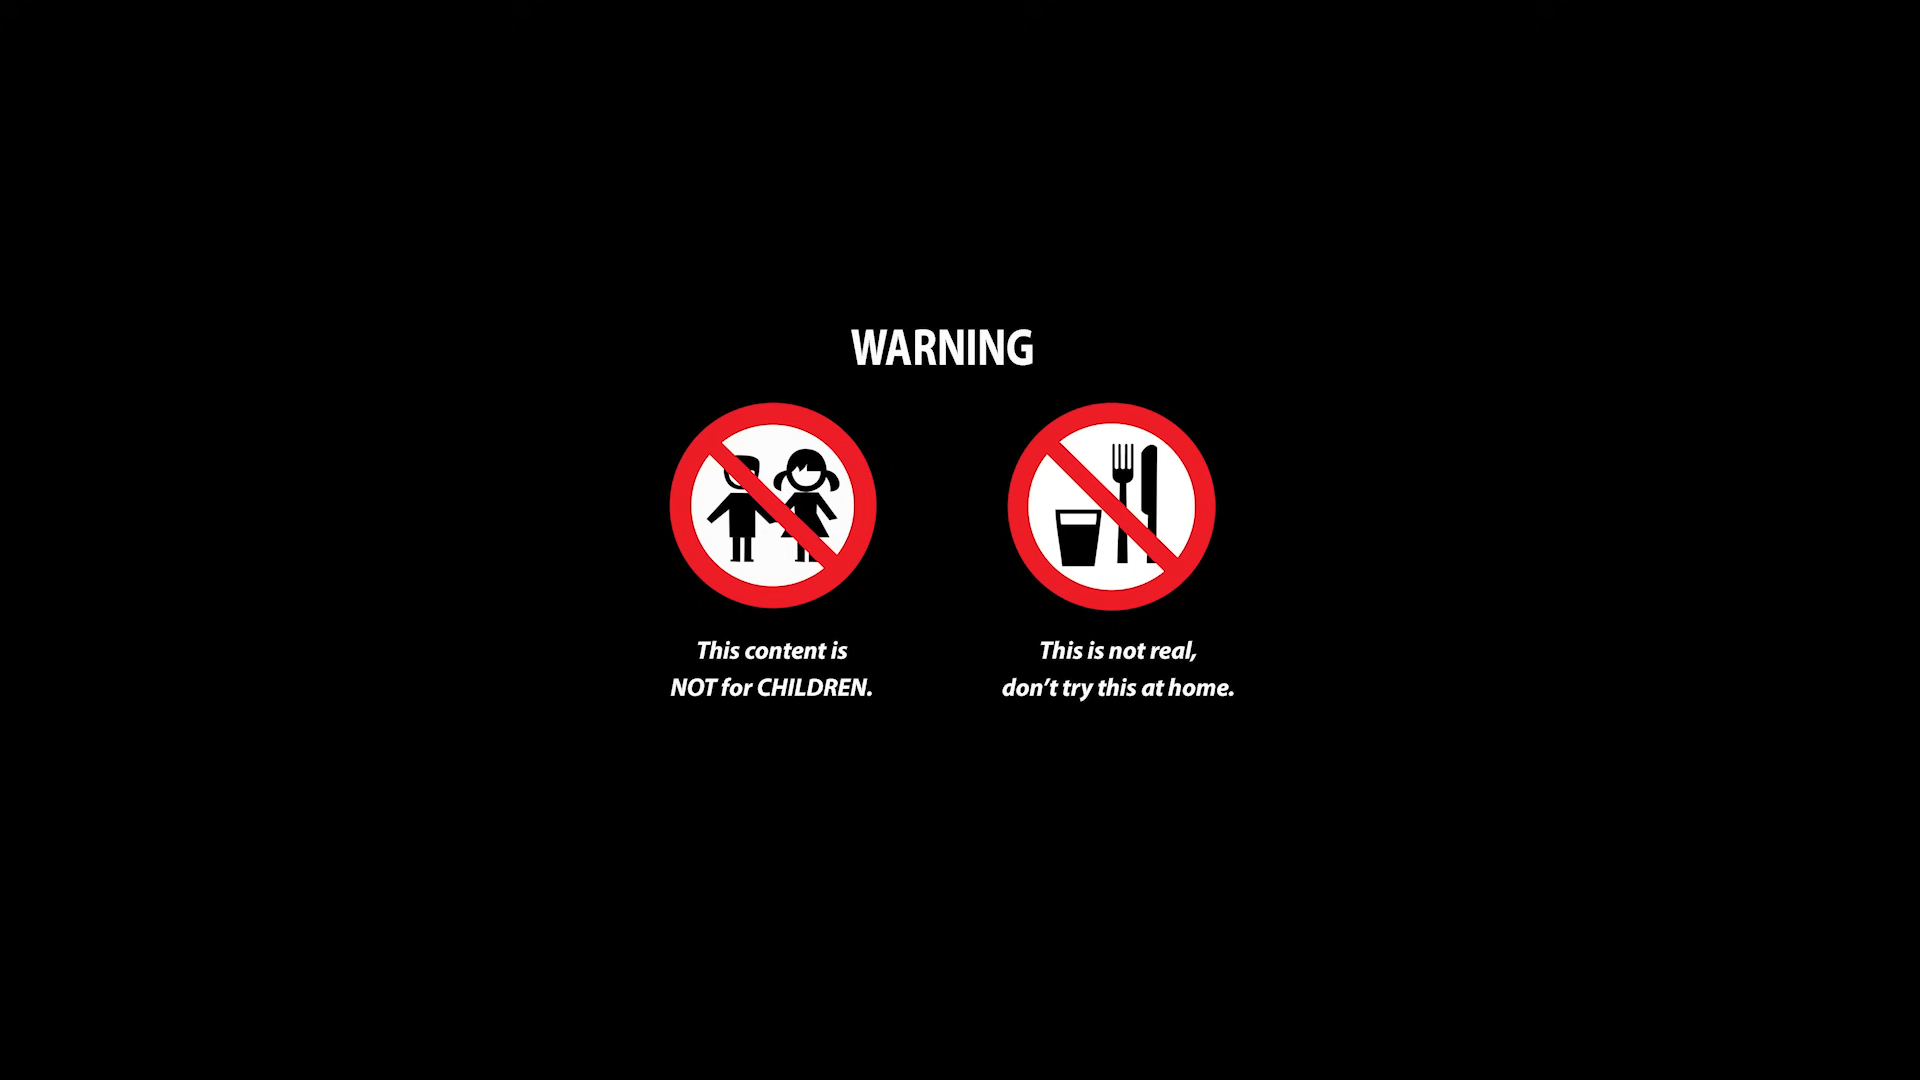 WARNING
This content is
NOT for CHILDREN.
This is not real,
don't try this at home.